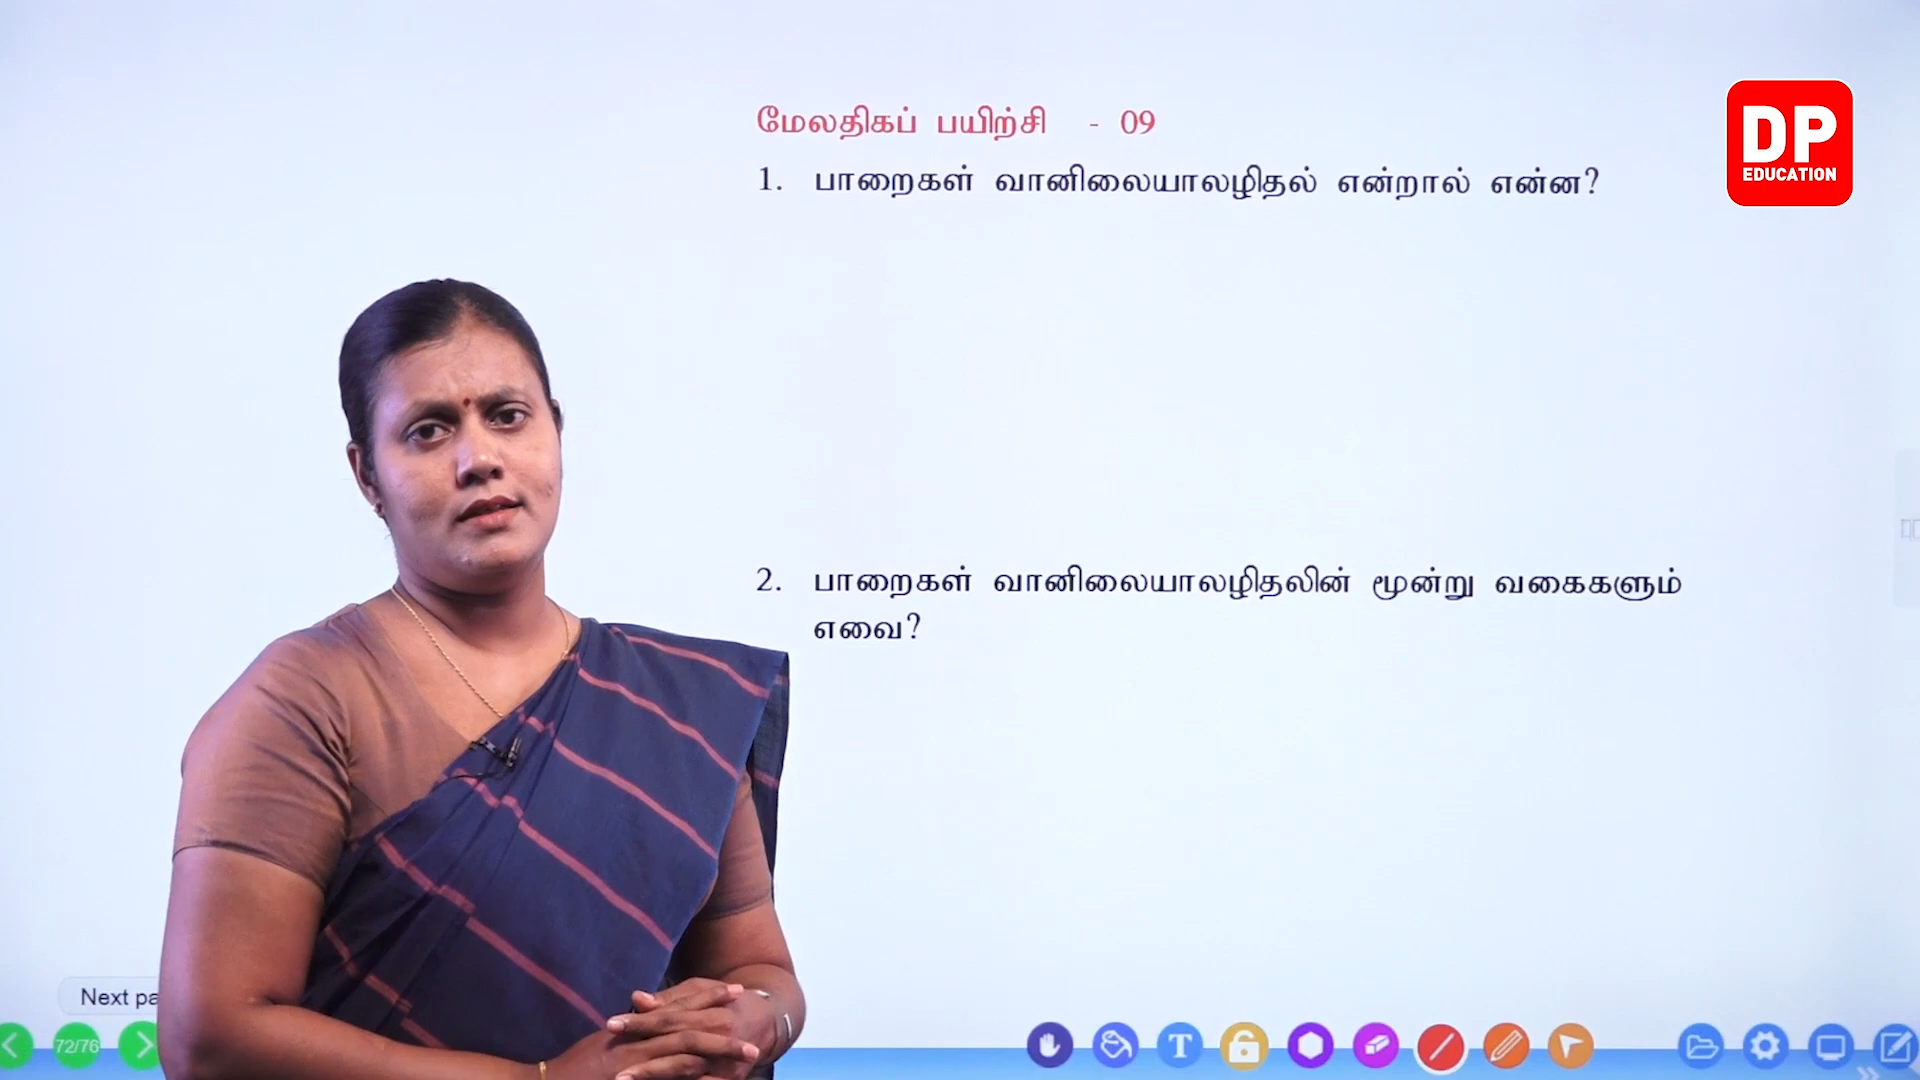 மேலதிகப் பயிற்சி - 09
DP
EDUCATION
1. பாறைகள் வானிலையாலழிதல் என்றால் என்ன?
2. பாறைகள் வானிலையாலழிதலின் மூன்று வகைகளும்
எவை?
Next
72/76
T